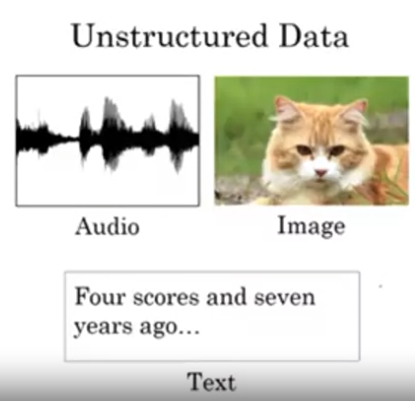 Unstructured Data
Audio
Image
Four scores and seven
years ago...
Text